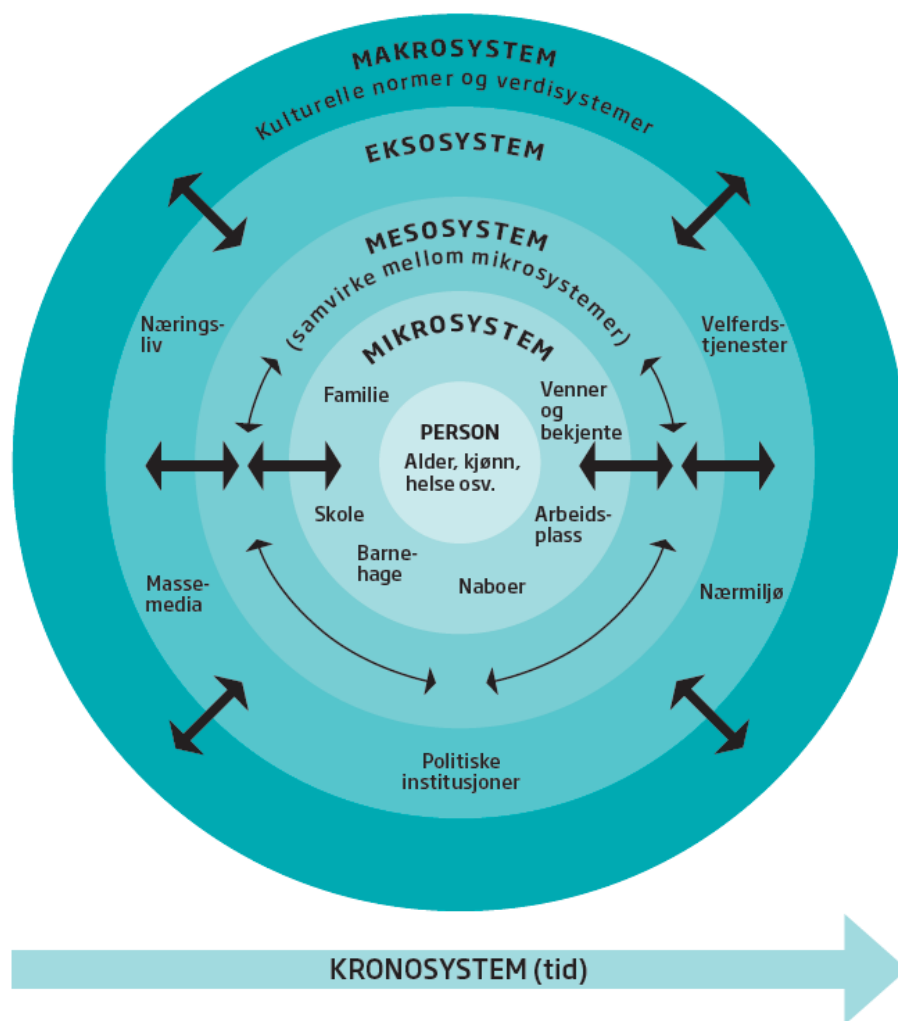 MAKROSYSTEM
Kulturelle normer og verdisystemer
EKSOSYSTEM
MESOSYSTEM
(samvirke mellom mikrosystemer)
MIKROSYSTEM
Nærings-
liv
Velferds-
tjenester
Familie
Venner
og
bekjente
PERSON
Alder, kjønn,
helse osv.
Skole
Arbeids-
plass
Barne-
hage
Naboer
Masse-
media
Nærmiljø
Politiske
institusjoner
KRONOSYSTEM (tid)